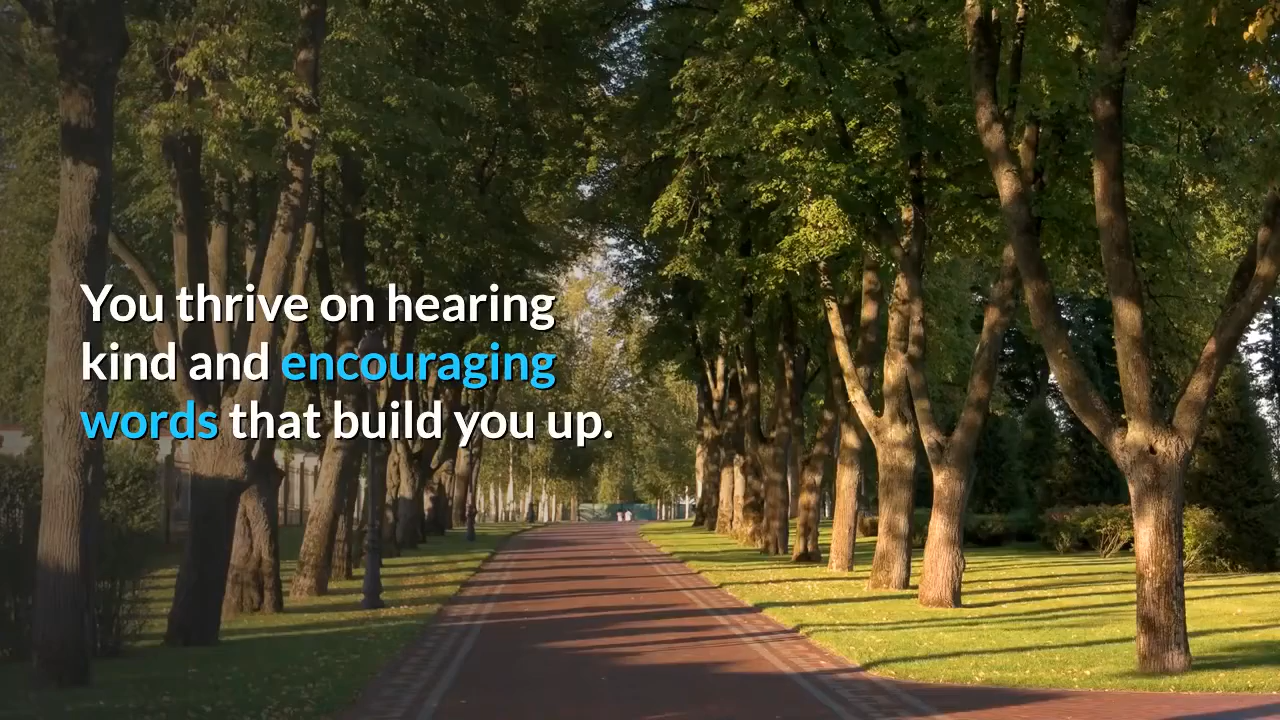 You thrive on hearing
kind and encouraging
words that build you up.